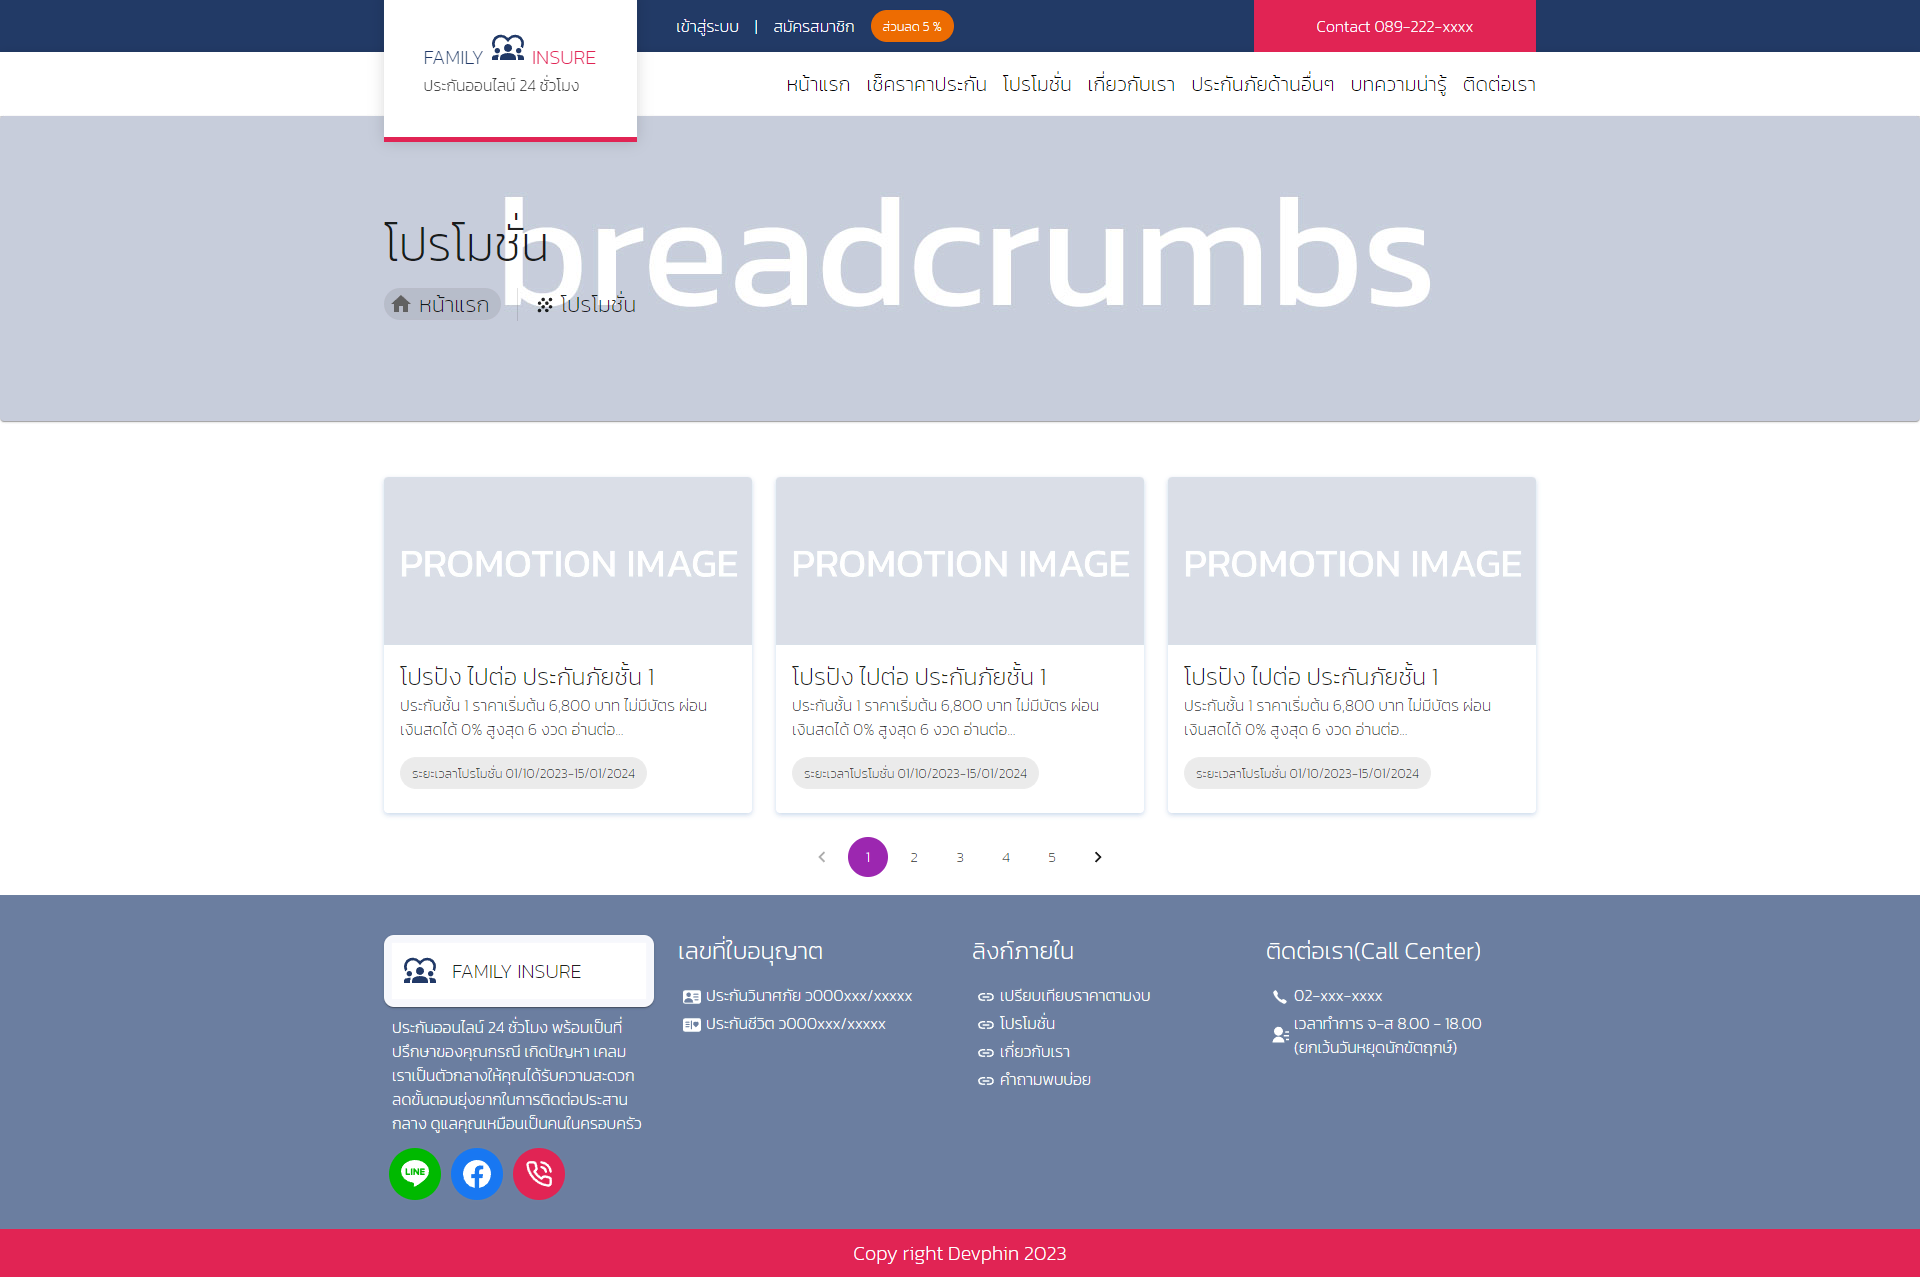 เข้าสู่ระบบ | สมัครสมาชิก ส่วนลด 5 %
Contact 089-222-xxxx
FAMILY INSURE
ประกันออนไลน์ 24 ชั่วโมง
หน้าแรก เช็คราคาประกัน โปรโมชั่น เกี่ยวกับเรา ประกันภัยด้านอื่นๆ บทความน่ารู้ ติดต่อเรา
breadcrumbs
โปรโมชั่น
หน้าแรก โปรโมชั่น
PROMOTION IMAGE
โปรปัง ไปต่อ ประกันภัยชั้น 1
ประกันชั้น 1 ราคาเริ่มต้น 6,800 บาท ไม่มีบัตร ผ่อน
เงินสดได้ 0% สูงสุด 6 งวด อ่านต่อ...
ระยะเวลาโปรโมชั่น 01/10/2023-15/01/2024
PROMOTION IMAGE
โปรปัง ไปต่อ ประกันภัยชั้น 1
ประกันชั้น 1 ราคาเริ่มต้น 6,800 บาท ไม่มีบัตร ผ่อน
เงินสดได้ 0% สูงสุด 6 งวด อ่านต่อ...
ระยะเวลาโปรโมชั่น 01/10/2023-15/01/2024
PROMOTION IMAGE
โปรปัง ไปต่อ ประกันภัยชั้น 1
ประกันชั้น 1 ราคาเริ่มต้น 6,800 บาท ไม่มีบัตร ผ่อน
เงินสดได้ 0% สูงสุด 6 งวด อ่านต่อ...
ระยะเวลาโปรโมชั่น 01/10/2023-15/01/2024
1 2 3 4 5
FAMILY INSURE
ประกันออนไลน์ 24 ชั่วโมง พร้อมเป็นที่
ปรึกษาของคุณกรณี เกิดปัญหา เคลม
เราเป็นตัวกลางให้คุณได้รับความสะดวก
ลดขั้นตอนยุ่งยากในการติดต่อประสาน
กลาง ดูแลคุณเหมือนเป็นคนในครอบครัว
LINE
เลขที่ใบอนุญาต
ประกันวินาศภัย ว000xxx/xxxxx
ประกันชีวิต ว000xxx/xxxxx
ลิงก์ภายใน
เปรียบเทียบราคาตามงบ
โปรโมชั่น
เกี่ยวกับเรา
คำถามพบบ่อย
ติดต่อเรา(Call Center)
02-xxx-xxxx
เวลาทำการ จ-ส 8.00 - 18.00
(ยกเว้นวันหยุดนักขัตฤกษ์)
Copy right Devphin 2023